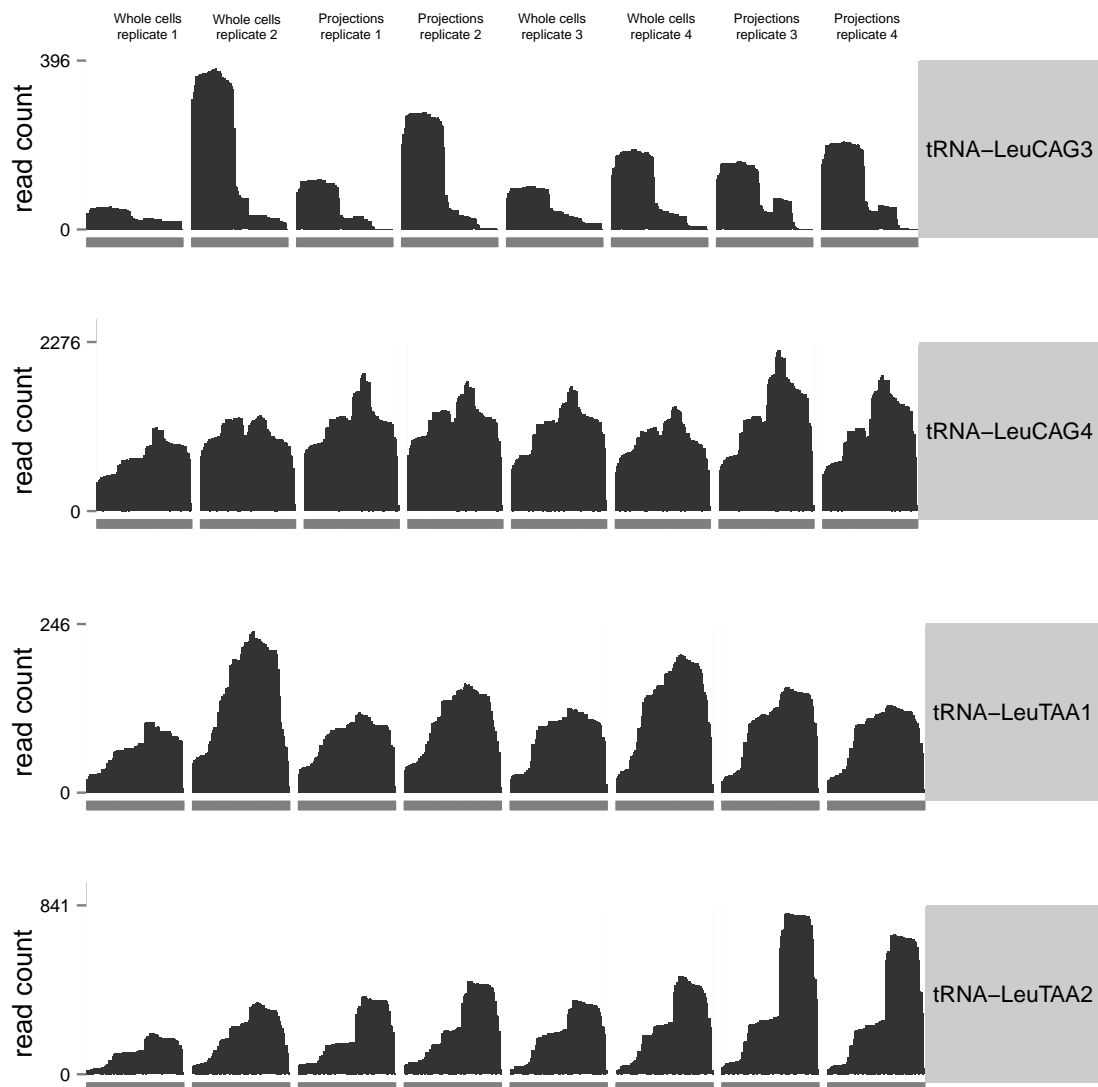 Whole cells
replicate 1
Whole cells
replicate 2
Projections
replicate 1
Projections
replicate 2
Whole cells
replicate 3
Whole cells
replicate 4
Projections
replicate 3
Projections
replicate 4
396
read count
0
tRNA−LeuCAG3
2276
read count
0
tRNA−LeuCAG4
246
read count
0
tRNA−LeuTAA1
841
read count
0
tRNA−LeuTAA2